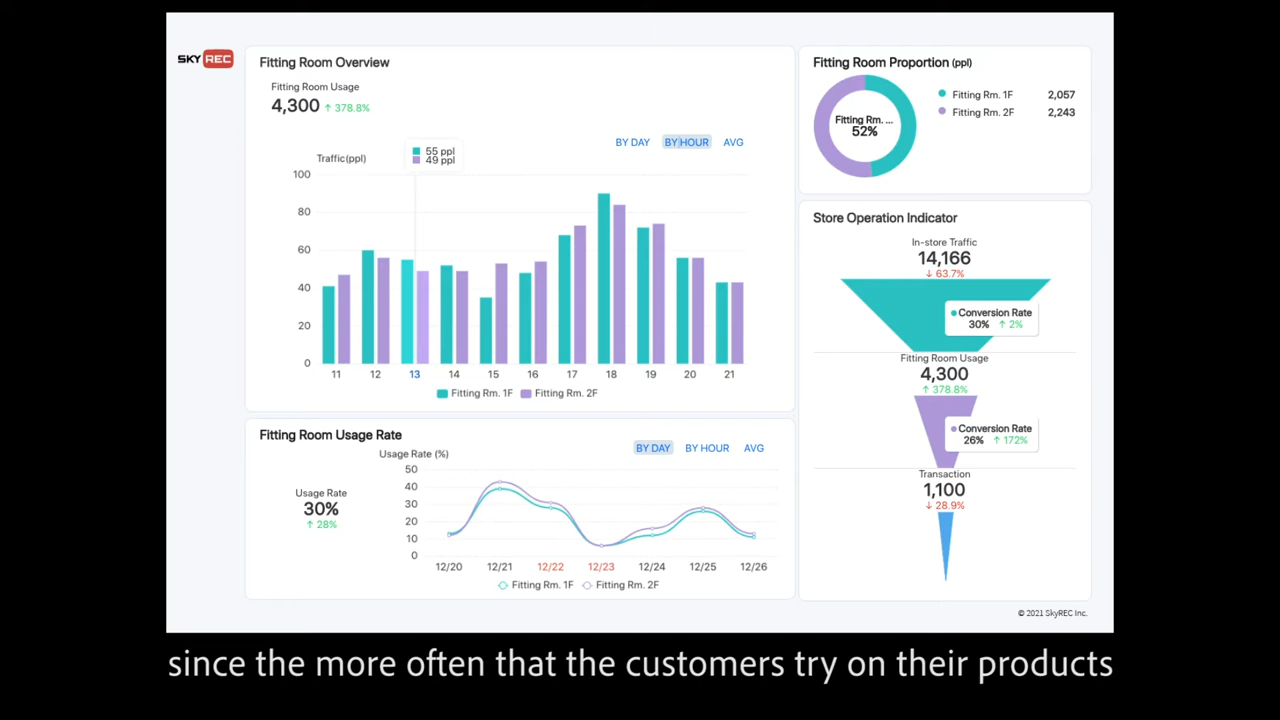 SKY REC
Fitting Room Overview
Fitting Room Usage
4,300 ↑ 378.8%
BY DAY BY HOUR AVG
Traffic(ppl)
55 ppl
49 ppl
100
80
60
40
20
0
11 12 13 14 15 16 17 18 19 20 21
Fitting Rm. 1F Fitting Rm. 2F
Fitting Room Usage Rate
BY DAY BY HOUR AVG
Usage Rate (%)
Usage Rate
30%
↑ 28%
50
40
30
20
10
0
12/20 12/21 12/22 12/23 12/24 12/25 12/26
Fitting Rm. 1F Fitting Rm. 2F
Fitting Room Proportion (ppl)
Fitting Rm. ...
52%
Fitting Rm. 1F 2,057
Fitting Rm. 2F 2,243
Store Operation Indicator
In-store Traffic
14,166
↓ 63.7%
Conversion Rate
30% ↑ 2%
Fitting Room Usage
4,300
↑ 378.8%
Conversion Rate
26% ↑ 172%
Transaction
1,100
↓ 28.9%
© 2021 SkyREC Inc.
since the more often that the customers try on their products